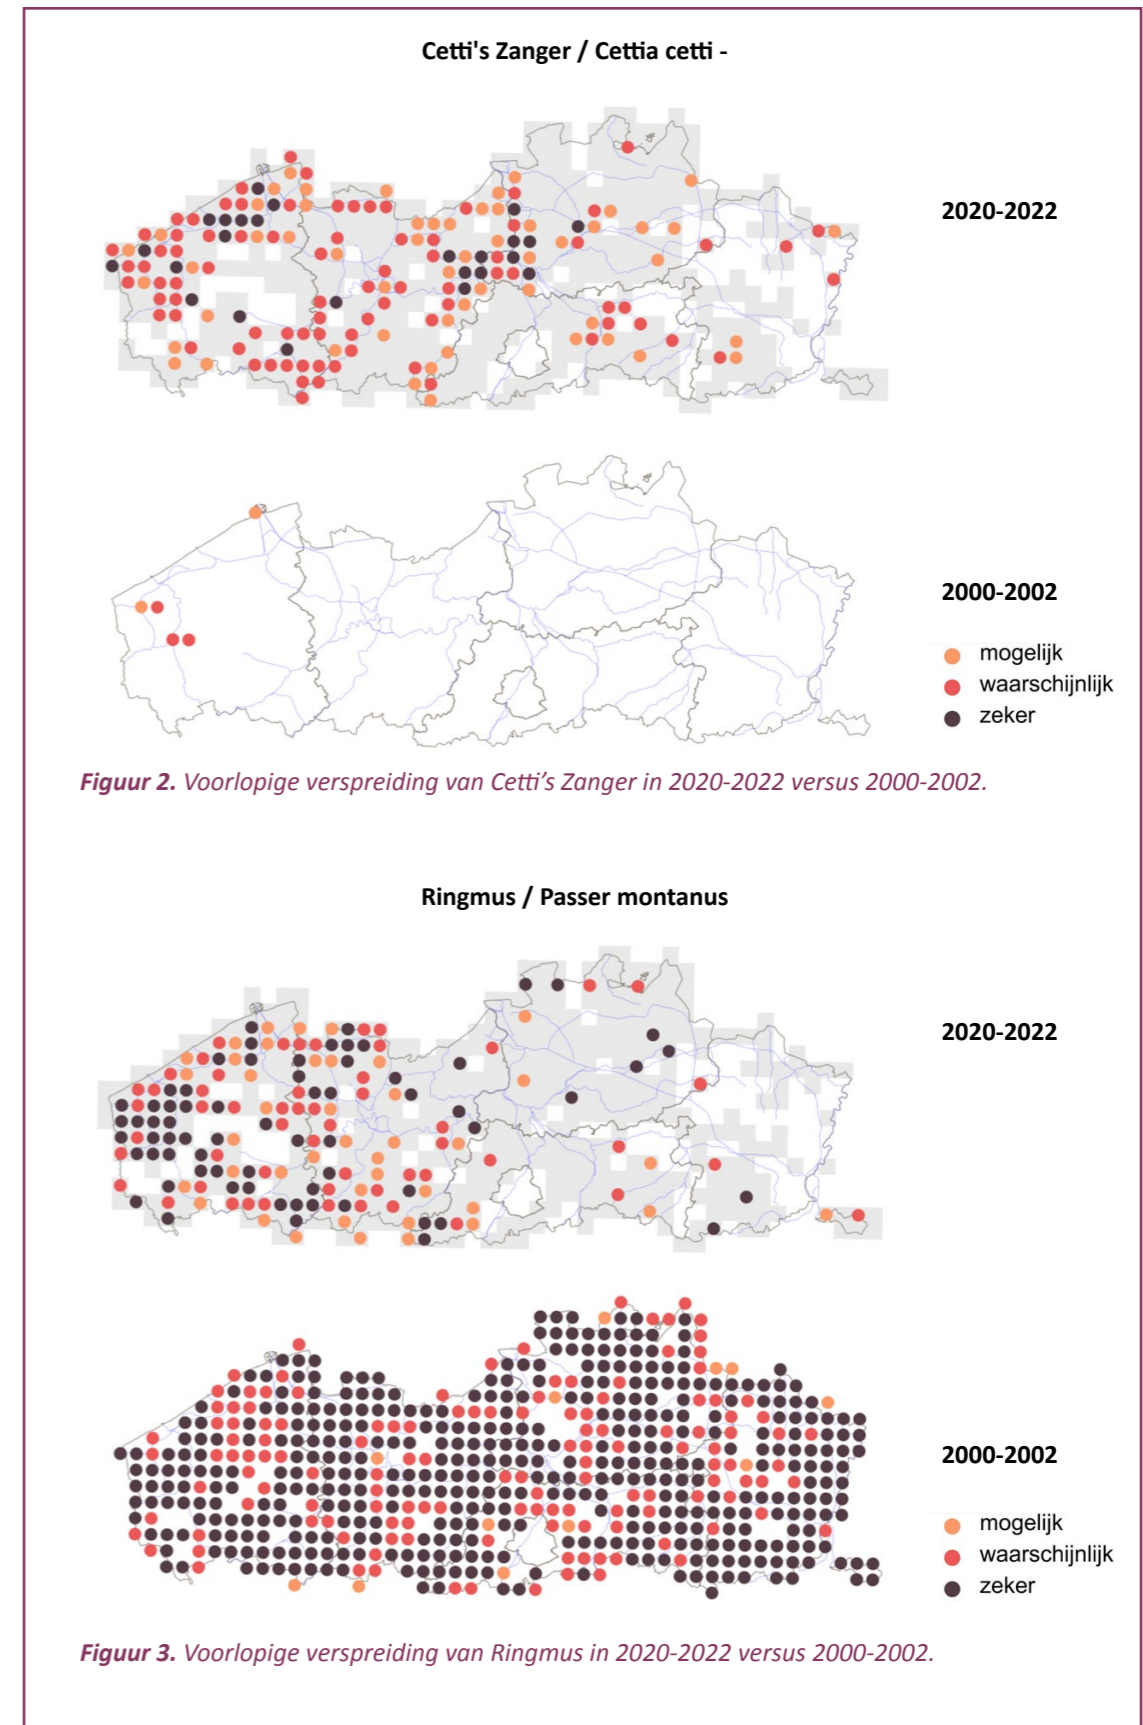 Cetti's Zanger / Cettia cetti -
2020-2022
2000-2002
mogelijk
waarschijnlijk
zeker
Figuur 2. Voorlopige verspreiding van Cetti's Zanger in 2020-2022 versus 2000-2002.
Ringmus / Passer montanus
2020-2022
2000-2002
mogelijk
waarschijnlijk
zeker
Figuur 3. Voorlopige verspreiding van Ringmus in 2020-2022 versus 2000-2002.